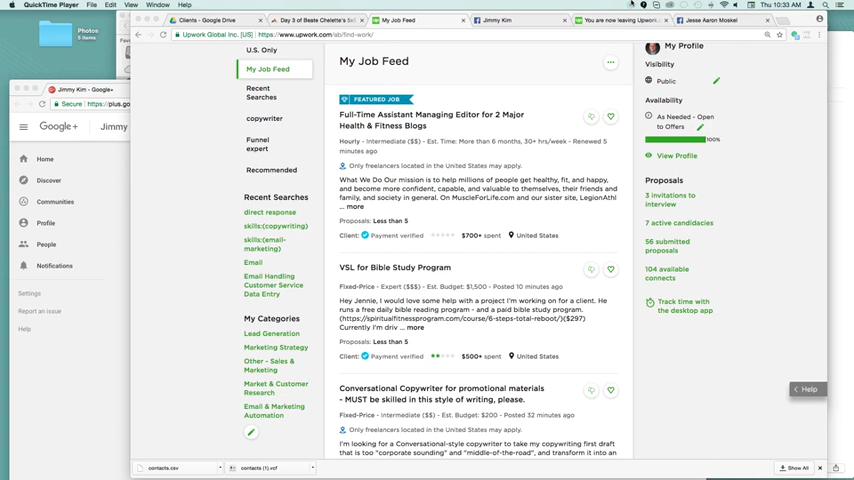 QuickTime Player File Edit View Window Help
Thu 10:33 AM
Photos
5 items
Clients - Google Drive
Day 3 of Beate Chelette's 5x
My Job Feed
Jimmy Kim
You are now leaving Upwork.
Jesse Aaron Moskel
Upwork Global Inc. [US] https://www.upwork.com/ab/find-work/
Jimmy Kim - Google+
Secure https://plus.go
Google+ Jimmy
Home
Discover
Communities
Profile
People
Notifications
Settings
Report an issue
Help
U.S. Only
My Job Feed
Recent
Searches
copywriter
Funnel
expert
Recommended
Recent Searches
direct response
skills:(copywriting)
skills:(email-
marketing)
Email
Email Handling
Customer Service
Data Entry
My Categories
Lead Generation
Marketing Strategy
Other - Sales &
Marketing
Market & Customer
Research
Email & Marketing
Automation
My Job Feed
FEATURED JOB
Full-Time Assistant Managing Editor for 2 Major
Health & Fitness Blogs
Hourly - Intermediate ($$) - Est. Time: More than 6 months, 30+ hrs/week - Renewed 5
minutes ago
Only freelancers located in the United States may apply.
What We Do Our mission is to help millions of people get healthy, fit, and happy,
and become more confident, capable, and valuable to themselves, their friends and
family, and society in general. On MuscleForLife.com and our sister site, LegionAthl
... more
Proposals: Less than 5
Client: Payment verified $700+ spent United States
VSL for Bible Study Program
Fixed-Price - Expert ($$$) - Est. Budget: $1,500 - Posted 10 minutes ago
Hey Jennie, I would love some help with a project I'm working on for a client. He
runs a free daily bible reading program - and a paid bible study program.
(https://spiritualfitnessprogram.com/course/6-steps-total-reboot/)($297)
Currently I'm driv ... more
Proposals: Less than 5
Client: Payment verified $500+ spent United States
Conversational Copywriter for promotional materials
- MUST be skilled in this style of writing, please.
Fixed-Price - Intermediate ($$) - Est. Budget: $200 - Posted 32 minutes ago
Only freelancers located in the United States may apply.
I'm looking for a Conversational-style copywriter to take my copywriting first draft
that is too "corporate sounding" and "middle-of-the-road", and transform it into an
My Profile
Visibility
Public
Availability
As Needed - Open
to Offers
100%
View Profile
Proposals:
3 invitations to
interview
7 active candidacies
56 submitted
proposals
104 available
connects
Track time with
the desktop app
Help
contacts.csv
contacts (1).vcf
Show All